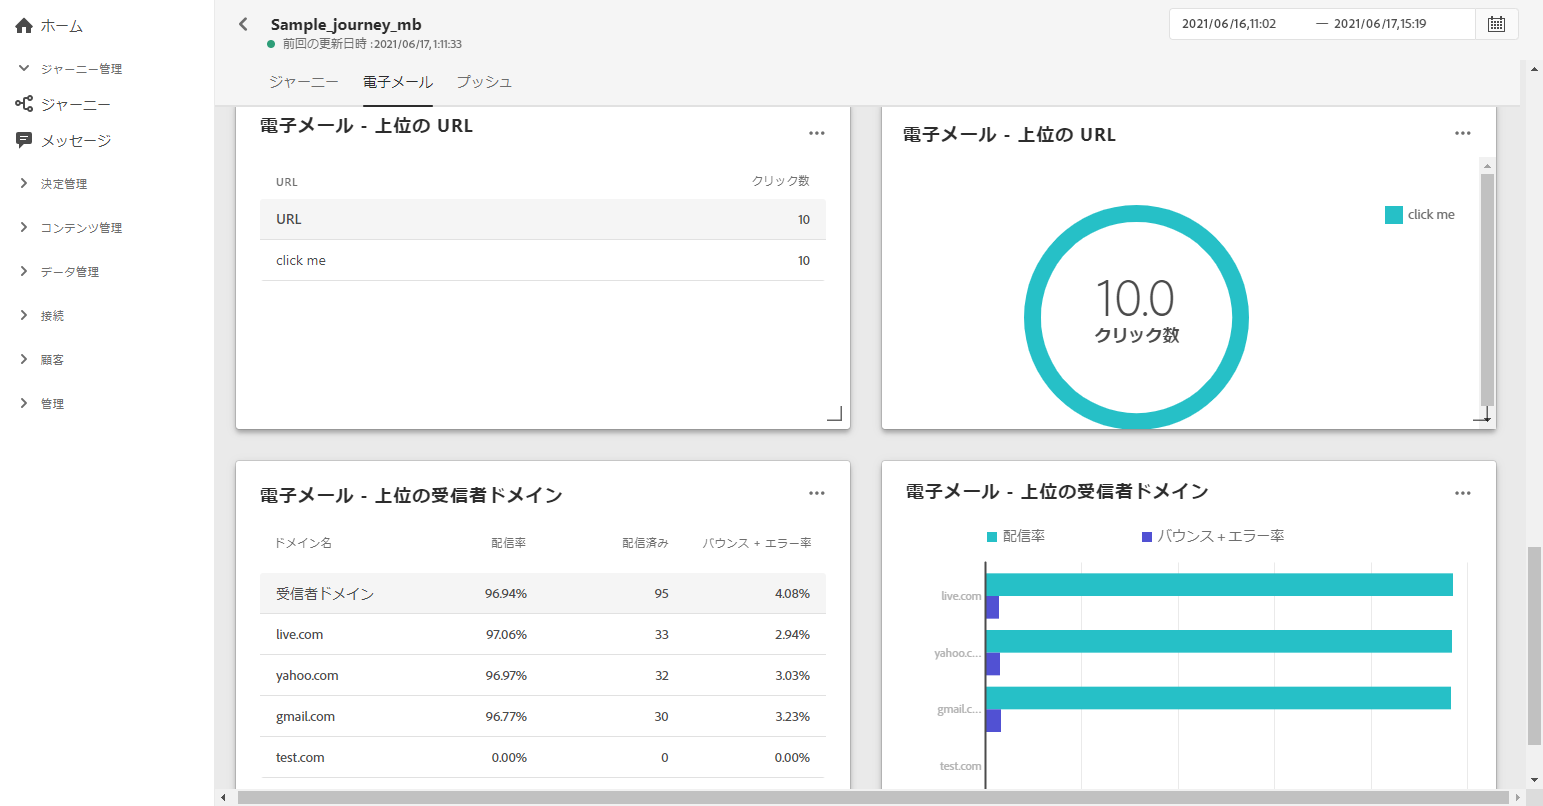 ホーム
ジャーニー管理
ジャーニー
メッセージ
決定管理
コンテンツ管理
データ管理
接続
顧客
管理
Sample_journey_mb
前回の更新日時 : 2021/06/17, 1:11:33
2021/06/16,11:02 — 2021/06/17,15:19
ジャーニー 電子メール プッシュ
電子メール - 上位の URL
URL クリック数
URL 10
click me 10
電子メール - 上位の URL
click me
10.0
クリック数
電子メール - 上位の受信者ドメイン
ドメイン名 配信率 配信済み バウンス + エラー率
受信者ドメイン 96.94% 95 4.08%
live.com 97.06% 33 2.94%
yahoo.com 96.97% 32 3.03%
gmail.com 96.77% 30 3.23%
test.com 0.00% 0 0.00%
電子メール - 上位の受信者ドメイン
配信率 バウンス + エラー率
live.com
yahoo.c...
gmail.c...
test.com